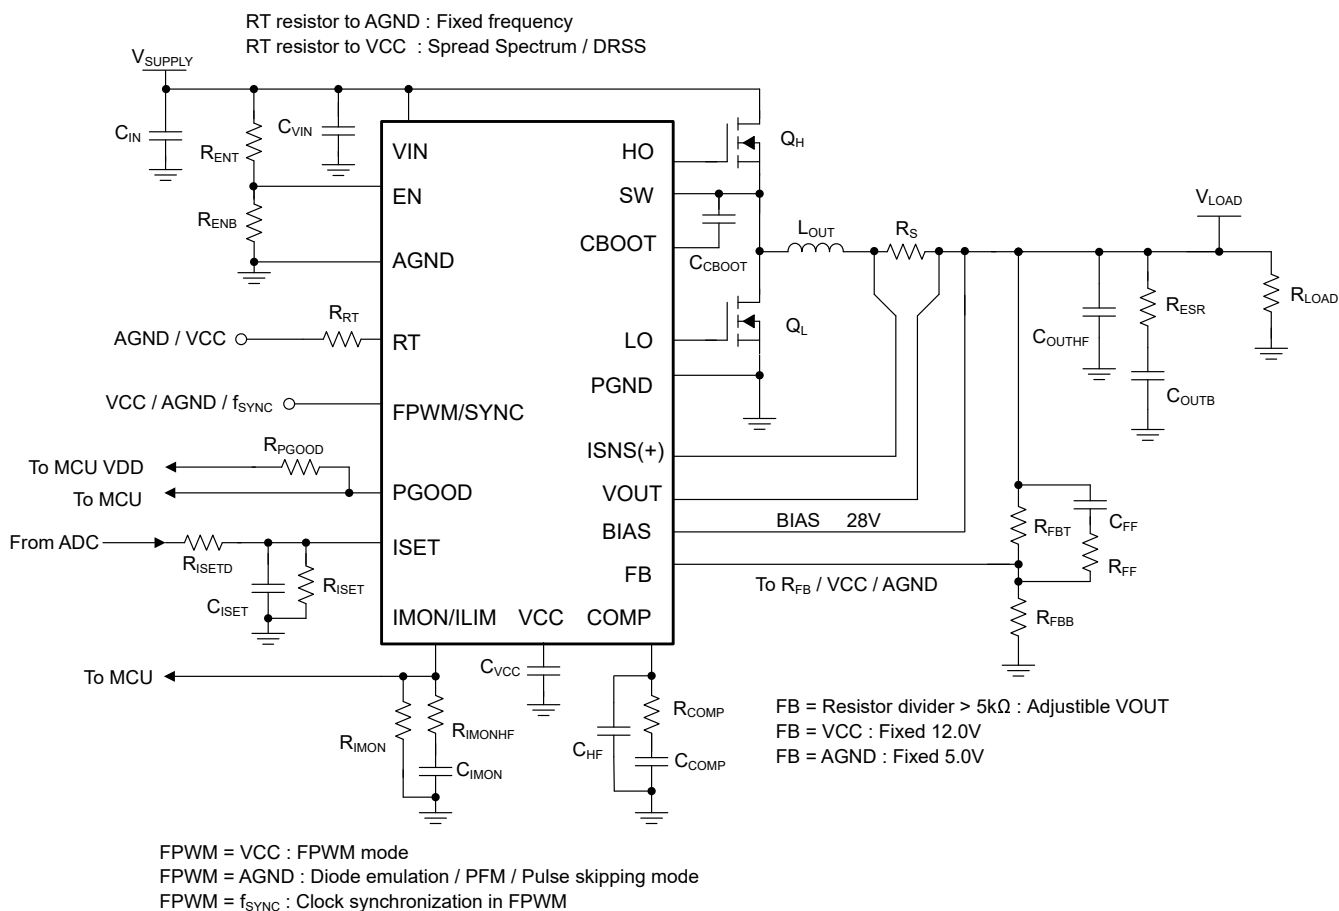 RT resistor to AGND : Fixed frequency
RT resistor to VCC : Spread Spectrum / DRSS
VSUPPLY
CIN
RENT
CVIN
RENB
VIN
EN
AGND
RT
FPWM/SYNC
PGOOD
ISET
IMON/ILIM
VCC
COMP
HO
SW
CBOOT
LO
PGND
ISNS(+)
VOUT
BIAS
FB
RRT
AGND / VCC
VCC / AGND / fSYNC
RPGOOD
To MCU VDD
To MCU
From ADC
RISETD
CISET
RISET
To MCU
RIMON
RIMONHF
CIMON
CVCC
CHF
RCOMP
CCOMP
QH
CCBOOT
LOUT
RS
QL
VLOAD
RLOAD
COUTHF
RESR
COUTB
BIAS 28V
To RFB / VCC / AGND
RFBT
CFF
RFF
RFBB
FB = Resistor divider > 5kΩ : Adjustible VOUT
FB = VCC : Fixed 12.0V
FB = AGND : Fixed 5.0V
FPWM = VCC : FPWM mode
FPWM = AGND : Diode emulation / PFM / Pulse skipping mode
FPWM = fSYNC : Clock synchronization in FPWM